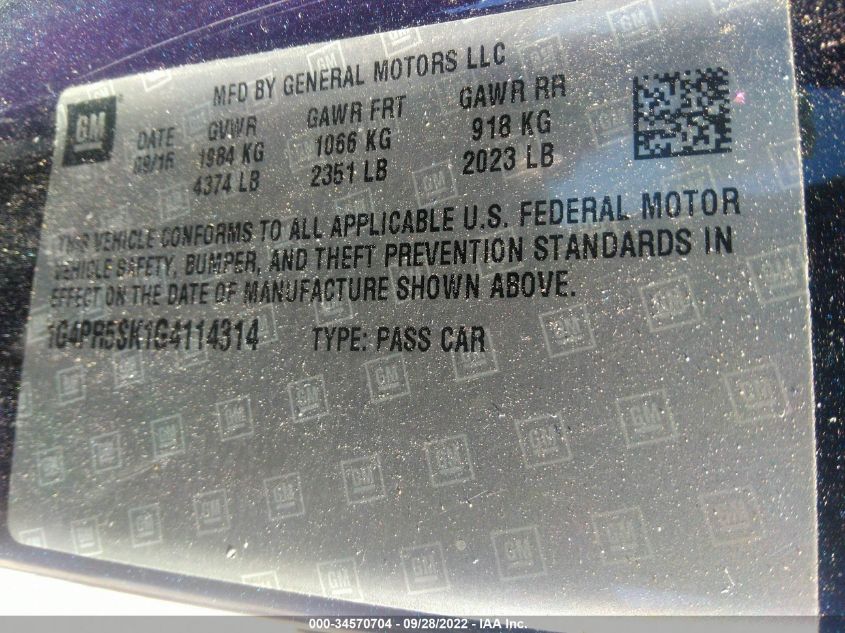 MFD BY GENERAL MOTORS LLC
GM
DATE GVWR GAWR FRT GAWR RR
09/15 1984 KG 1066 KG 918 KG
4374 LB 2351 LB 2023 LB
THIS VEHICLE CONFORMS TO ALL APPLICABLE U.S. FEDERAL MOTOR
VEHICLE SAFETY, BUMPER, AND THEFT PREVENTION STANDARDS IN
EFFECT ON THE DATE OF MANUFACTURE SHOWN ABOVE.
1G4PR5SK1G4114314 TYPE: PASS CAR
000-34570704 - 09/28/2022 - IAA Inc.